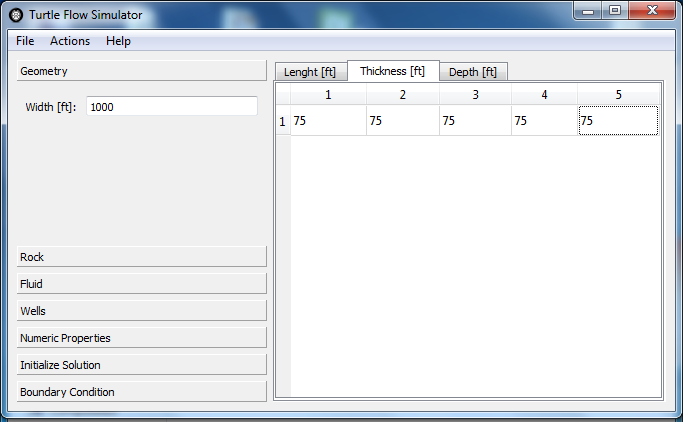 Turtle Flow Simulator
File Actions Help
Geometry
Width [ft]: 1000
Rock
Fluid
Wells
Numeric Properties
Initialize Solution
Boundary Condition
Lenght [ft] Thickness [ft] Depth [ft]
1 2 3 4 5
1 75 75 75 75 75